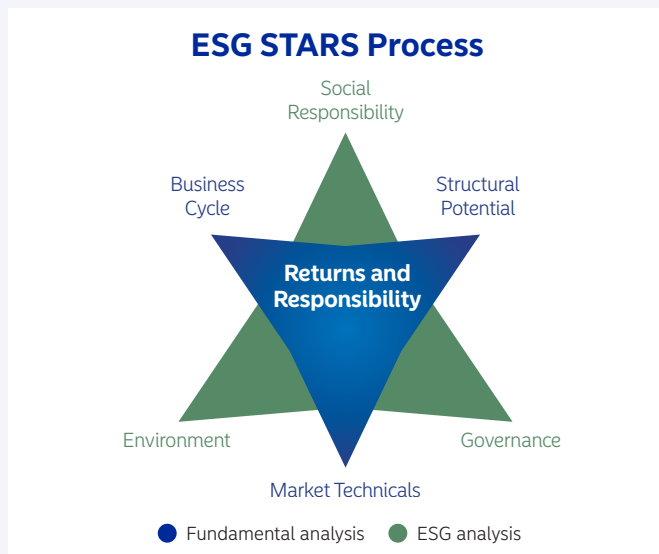 ESG STARS Process
Social
Responsibility
Business
Cycle
Structural
Potential
Returns and
Responsibility
Environment
Governance
Market Technicals
Fundamental analysis
ESG analysis